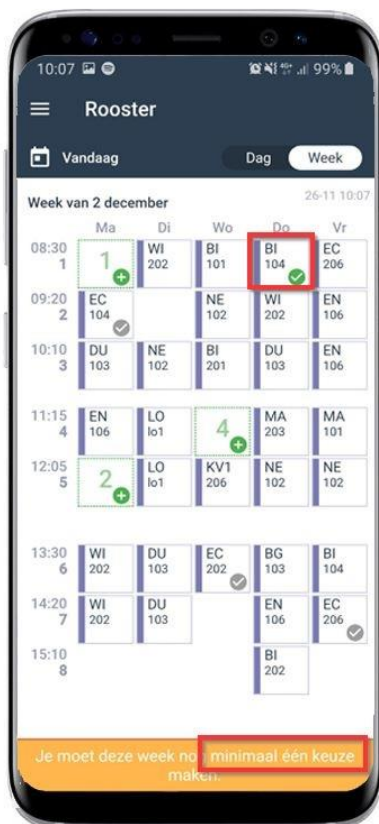 10:07 4G+ 99%
Rooster
Vandaag Dag Week
Week van 2 december 26-11 10:07
Ma Di Wo Do Vr
08:30 1 WI BI BI EC
1 202 101 104 206
09:20 EC NE WI EN
2 104 102 202 106
10:10 DU NE BI DU EN
3 103 102 201 103 106
11:15 EN LO 4 MA MA
4 106 lo1 203 101
12:05 2 LO KV1 NE NE
5 lo1 206 102 102
13:30 WI DU EC BG BI
6 202 103 202 103 104
14:20 WI DU EN EC
7 202 103 106 206
15:10 BI
8 202
Je moet deze week nog minimaal één keuze
maken.